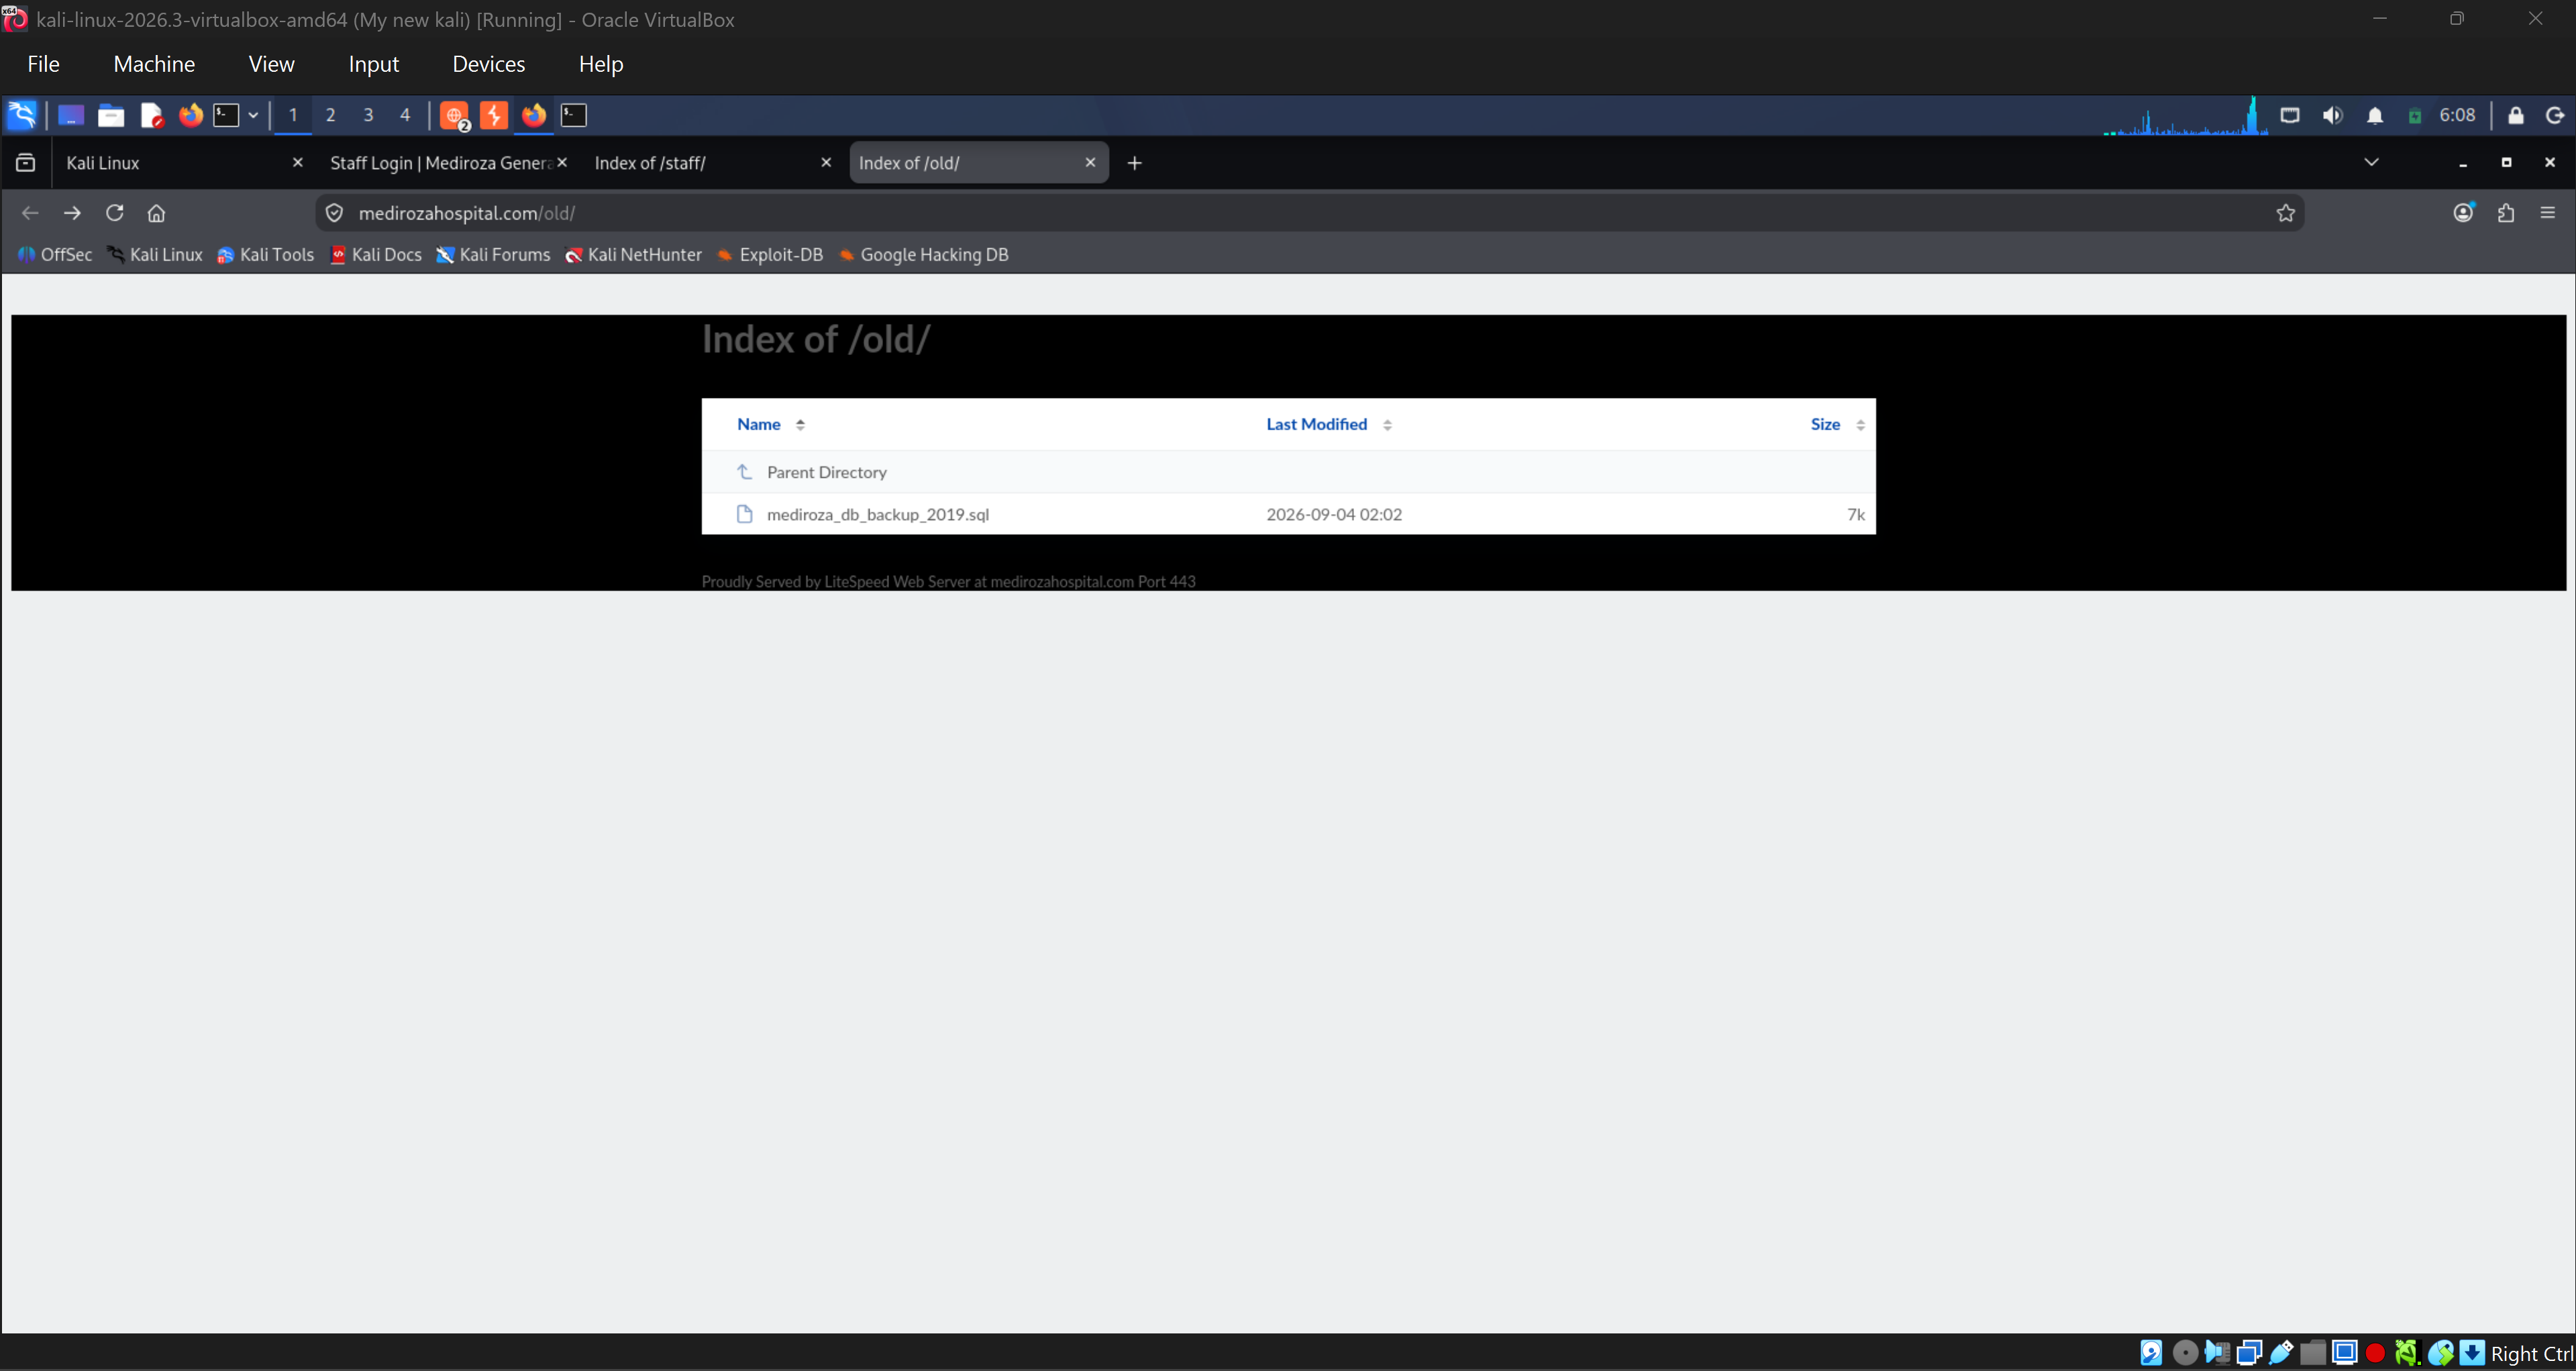 kali-linux-2026.3-virtualbox-amd64 (My new kali) [Running] - Oracle VirtualBox
File Machine View Input Devices Help
1 2 3 4 2 6:08
Kali Linux Staff Login | Mediroza Genera Index of /staff/ Index of /old/
medirozahospital.com/old/
OffSec Kali Linux Kali Tools Kali Docs Kali Forums Kali NetHunter Exploit-DB Google Hacking DB
Index of /old/
Name Last Modified Size
Parent Directory
mediroza_db_backup_2019.sql 2026-09-04 02:02 7k
Proudly Served by LiteSpeed Web Server at medirozahospital.com Port 443
Right Ctrl